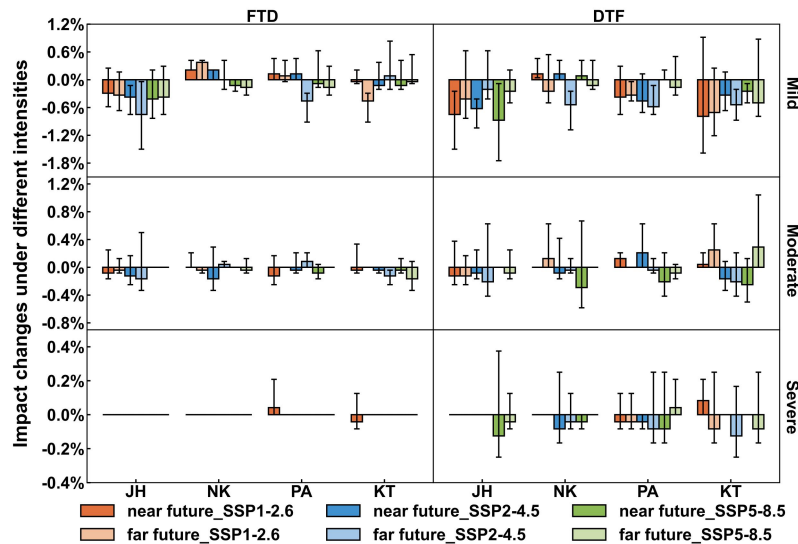 FTD DTF
Impact changes under different intensities
1.2%
0.6%
0.0%
-0.6%
-1.2%
-1.8%
Mild
1.2%
0.8%
0.4%
0.0%
-0.4%
-0.8%
Moderate
0.4%
0.2%
0.0%
-0.2%
-0.4%
Severe
JH NK PA KT JH NK PA KT
near future_SSP1-2.6 near future_SSP2-4.5 near future_SSP5-8.5
far future_SSP1-2.6 far future_SSP2-4.5 far future_SSP5-8.5